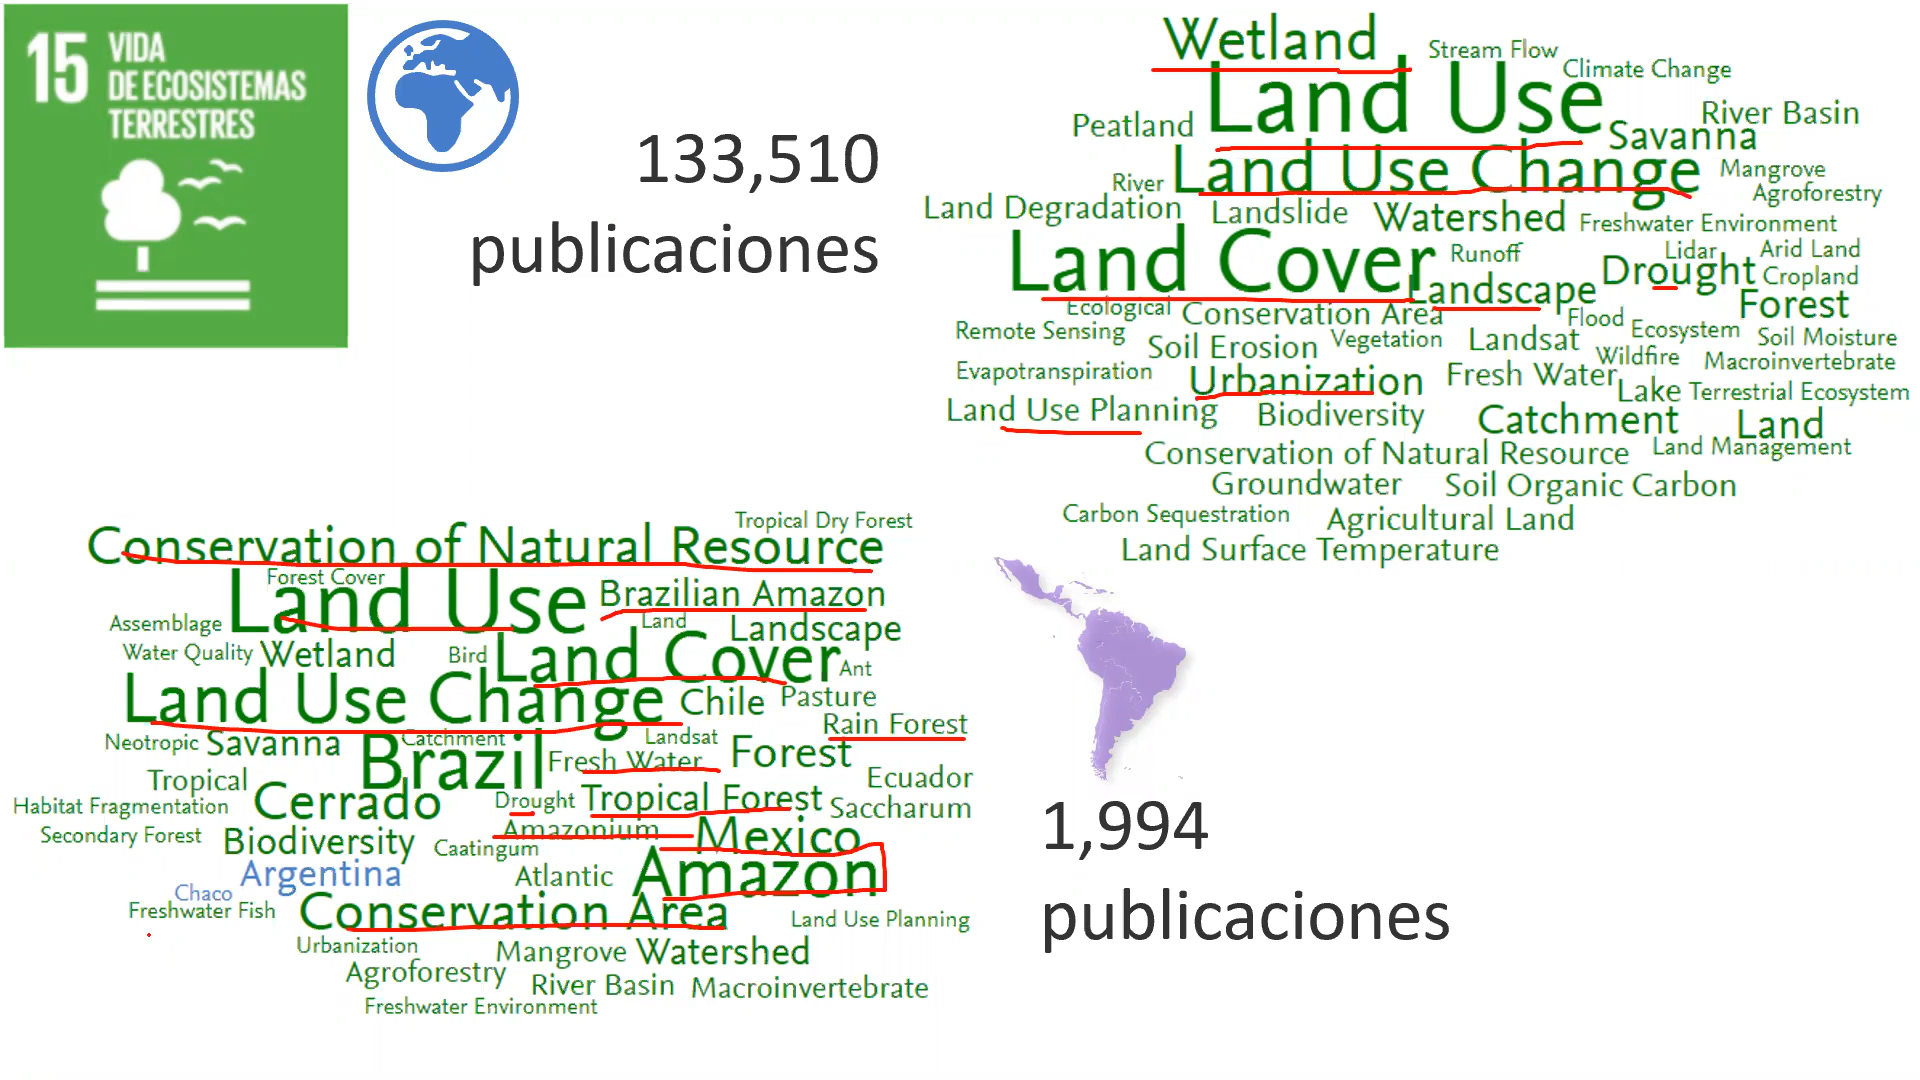 15 VIDA
DE ECOSISTEMAS
TERRESTRES
133,510
publicaciones
Wetland
Stream Flow
Climate Change
Land Use
Peatland
River Basin
Savanna
Land Use Change
River
Mangrove
Agroforestry
Land Degradation
Landslide
Watershed
Freshwater Environment
Land Cover
Runoff
Lidar
Arid Land
Drought
Cropland
Landscape
Forest
Ecological
Conservation Area
Flood
Ecosystem
Remote Sensing
Soil Erosion
Vegetation
Landsat
Soil Moisture
Wildfire
Macroinvertebrate
Evapotranspiration
Urbanization
Fresh Water
Lake
Terrestrial Ecosystem
Land Use Planning
Biodiversity
Catchment
Land
Conservation of Natural Resource
Land Management
Groundwater
Soil Organic Carbon
Carbon Sequestration
Agricultural Land
Land Surface Temperature
Tropical Dry Forest
Conservation of Natural Resource
Forest Cover
Land Use
Brazilian Amazon
Assemblage
Land
Landscape
Water Quality
Wetland
Bird
Land Cover
Ant
Land Use Change
Chile
Pasture
Rain Forest
Neotropic
Savanna
Catchment
Brazil
Landsat
Fresh Water
Forest
Tropical
Ecuador
Habitat Fragmentation
Cerrado
Drought
Tropical Forest
Saccharum
Secondary Forest
Biodiversity
Amazonium
Mexico
Caatingum
Argentina
Atlantic
Amazon
Chaco
Freshwater Fish
Conservation Area
Land Use Planning
Urbanization
Mangrove
Watershed
Agroforestry
River Basin
Macroinvertebrate
Freshwater Environment
1,994
publicaciones